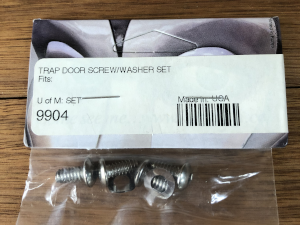 TRAP DOOR SCREW/WASHER SET
Fits:
U of M: SET
Made In: USA
9904